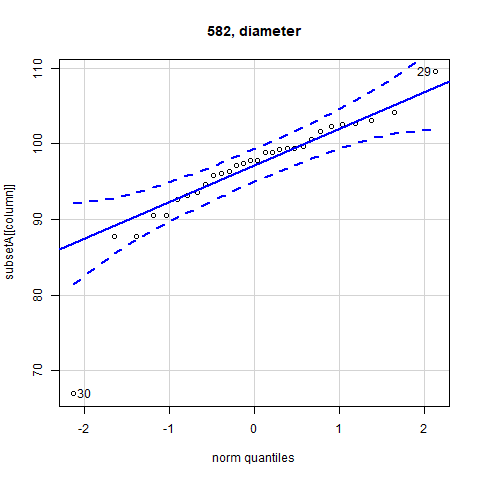 582, diameter
110
100
90
80
70
subsetA[[column]]
29
30
-2 -1 0 1 2
norm quantiles